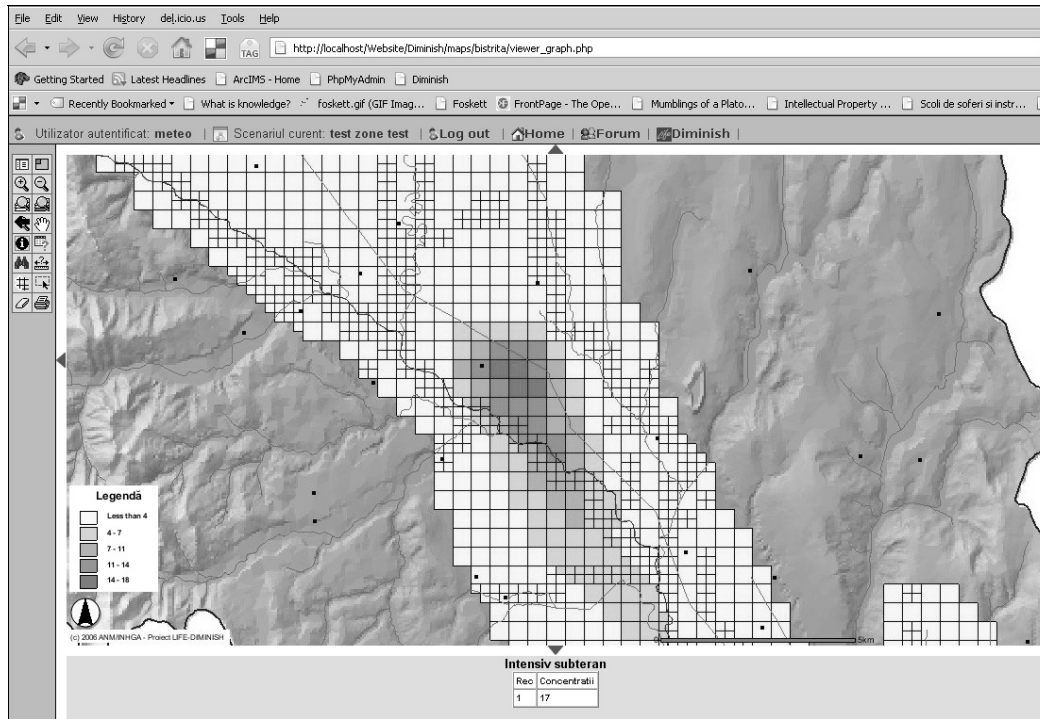 File Edit View History del.icio.us Tools Help
TAG http://localhost/Website/Diminish/maps/bistrita/viewer_graph.php
Getting Started Latest Headlines ArcIMS - Home PhpMyAdmin Diminish
Recently Bookmarked What is knowledge? foskett.gif (GIF Imag... Foskett FrontPage - The Ope... Mumblings of a Plato... Intellectual Property ... Scoli de soferi si instr...
Utilizator autentificat: meteo | Scenariul curent: test zone test | Log out | Home | Forum | Diminish |
Legendă
Less than 4
4 - 7
7 - 11
11 - 14
14 - 18
(c) 2006 ANM/INHGA - Proiect LIFE-DIMINISH
0 5km
Intensiv subteran
Rec Concentratii
1 17